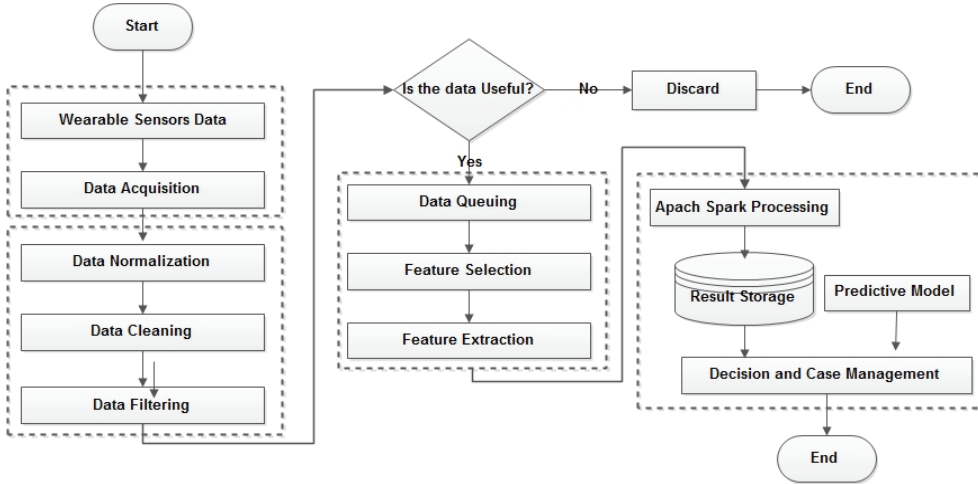 Start
Wearable Sensors Data
Data Acquisition
Data Normalization
Data Cleaning
Data Filtering
Is the data Useful?
No
Discard
End
Yes
Data Queuing
Feature Selection
Feature Extraction
Apach Spark Processing
Result Storage
Predictive Model
Decision and Case Management
End